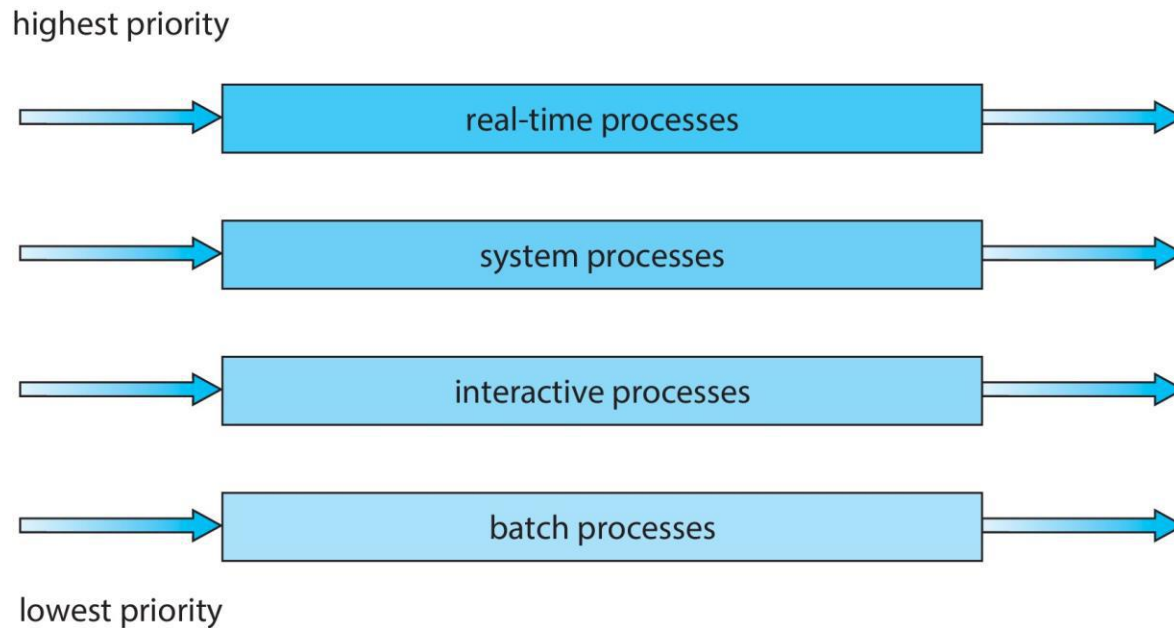 highest priority
real-time processes
system processes
interactive processes
batch processes
lowest priority